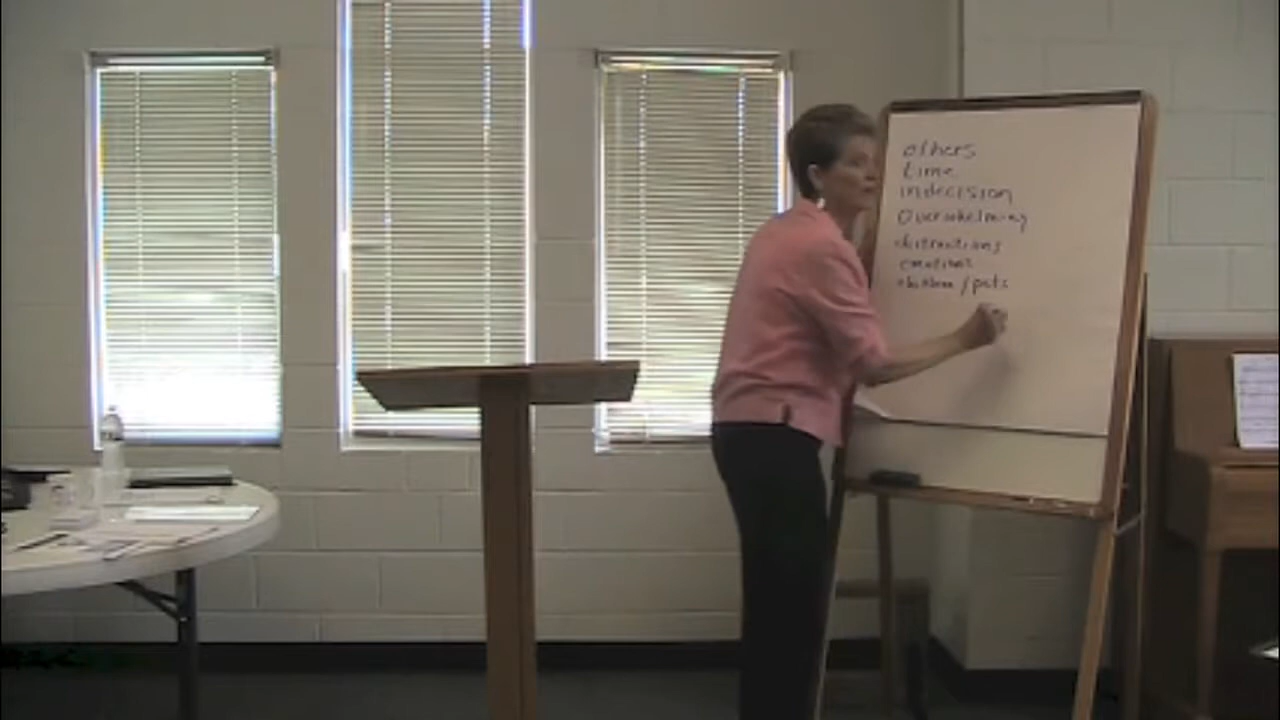 others
time
indecision
Overwhelming
distractions
emotions
children / pets